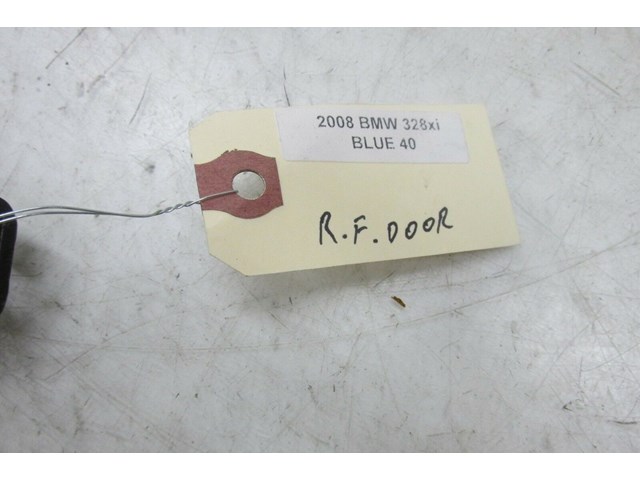 2008 BMW 328xi
BLUE 40
R.F. DOOR